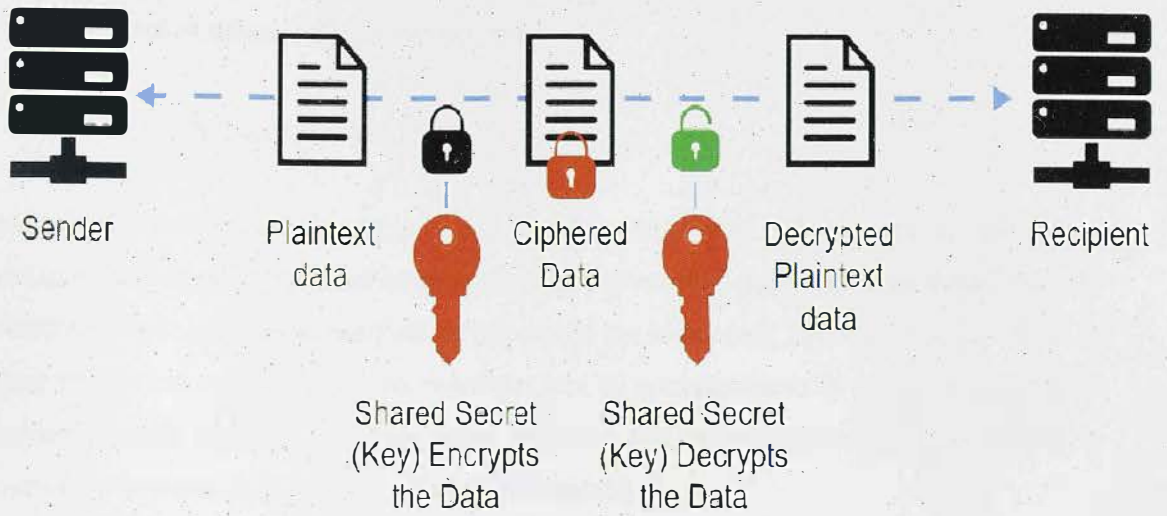 Sender
Plaintext
data
Ciphered
Data
Decrypted
Plaintext
data
Recipient
Shared Secret
(Key) Encrypts
the Data
Shared Secret
(Key) Decrypts
the Data